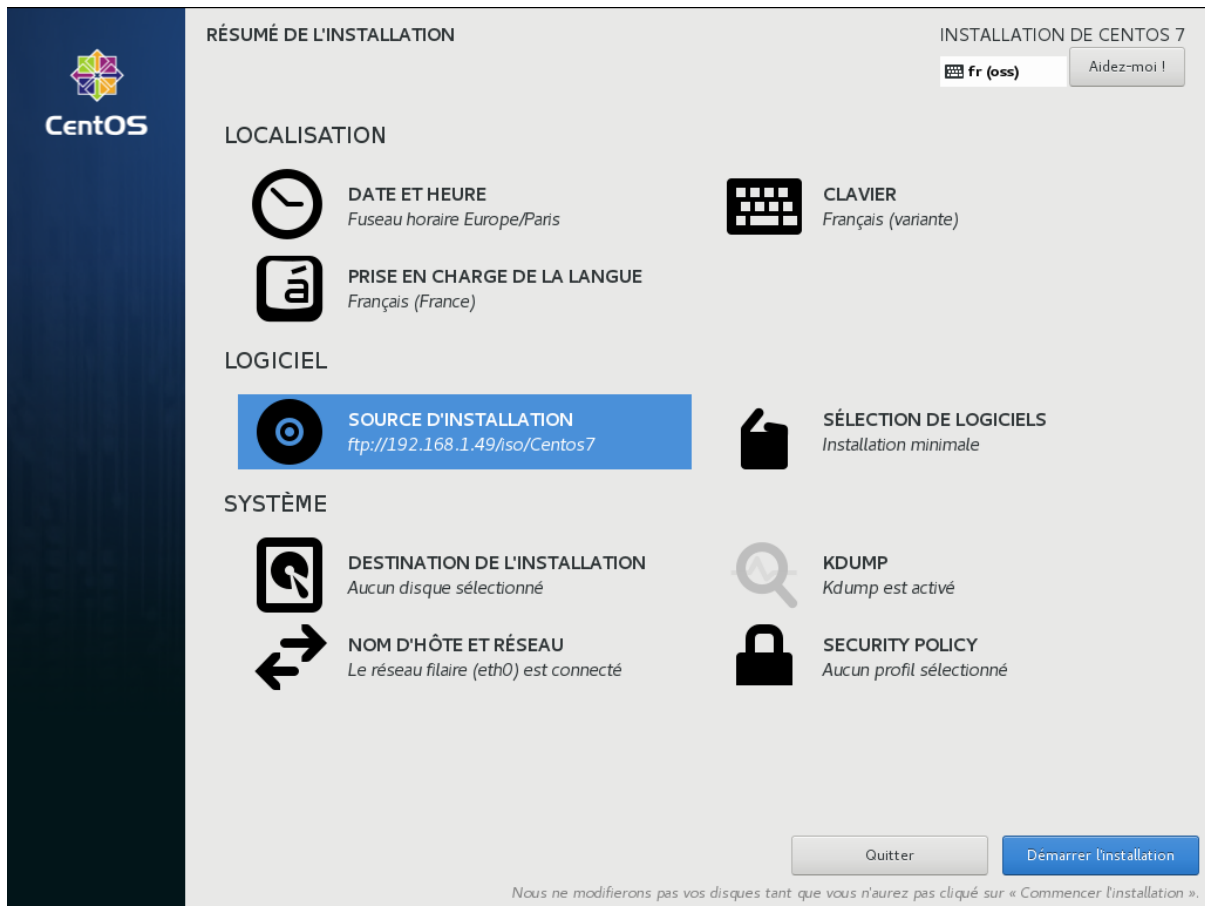 RÉSUMÉ DE L'INSTALLATION
INSTALLATION DE CENTOS 7
fr (oss)
Aidez-moi !
CentOS
LOCALISATION
DATE ET HEURE
Fuseau horaire Europe/Paris
CLAVIER
Français (variante)
á
PRISE EN CHARGE DE LA LANGUE
Français (France)
LOGICIEL
SOURCE D'INSTALLATION
ftp://192.168.1.49/iso/Centos7
SÉLECTION DE LOGICIELS
Installation minimale
SYSTÈME
DESTINATION DE L'INSTALLATION
Aucun disque sélectionné
KDUMP
Kdump est activé
NOM D'HÔTE ET RÉSEAU
Le réseau filaire (eth0) est connecté
SECURITY POLICY
Aucun profil sélectionné
Quitter
Démarrer l'installation
Nous ne modifierons pas vos disques tant que vous n'aurez pas cliqué sur « Commencer l'installation ».